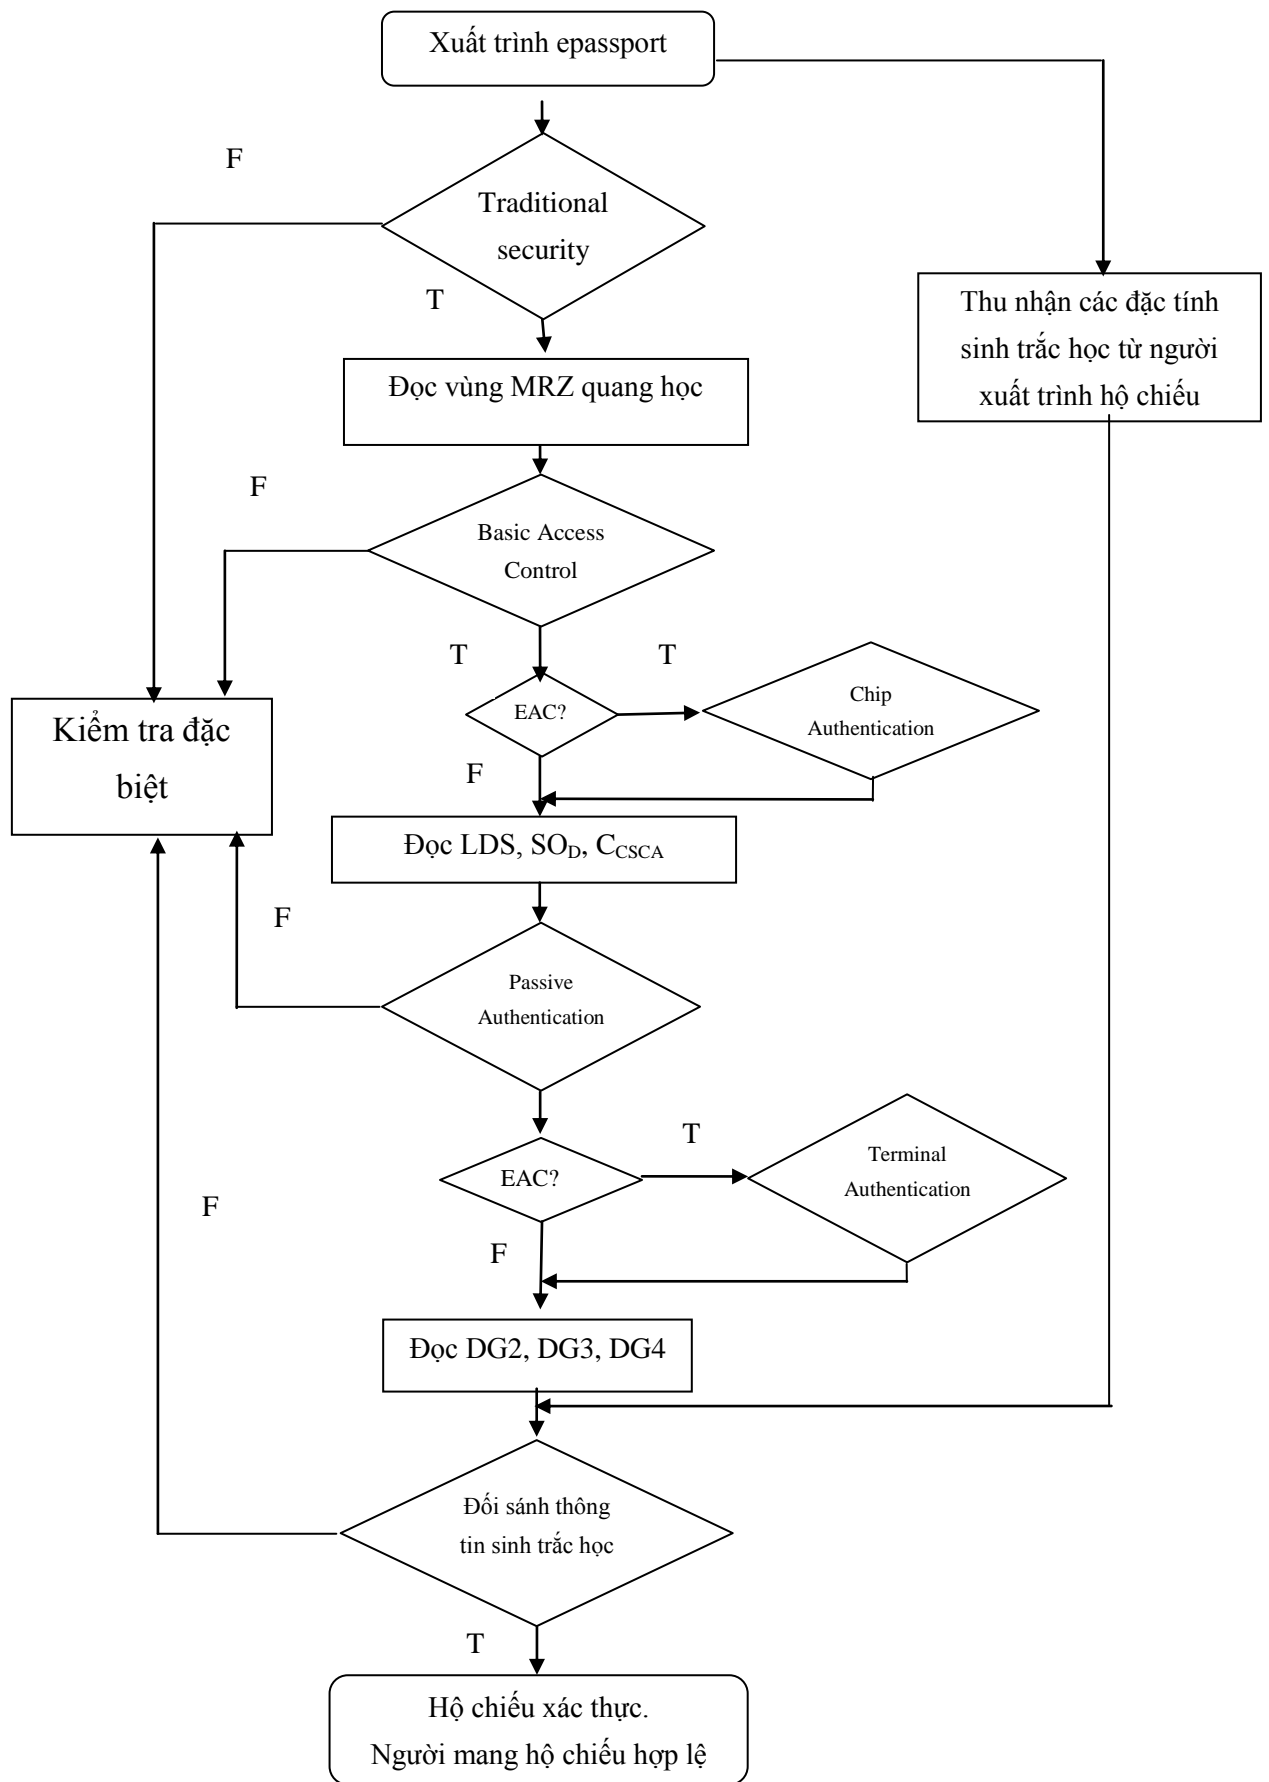 Xuất trình epassport
F
Traditional
security
T
Thu nhận các đặc tính
sinh trắc học từ người
xuất trình hộ chiếu
Đọc vùng MRZ quang học
F
Basic Access
Control
T
T
Chip
Authentication
EAC?
Kiểm tra đặc
biệt
F
Đọc LDS, SO_D, C_CSCA
F
Passive
Authentication
T
Terminal
Authentication
EAC?
F
F
Đọc DG2, DG3, DG4
Đối sánh thông
tin sinh trắc học
T
Hộ chiếu xác thực.
Người mang hộ chiếu hợp lệ